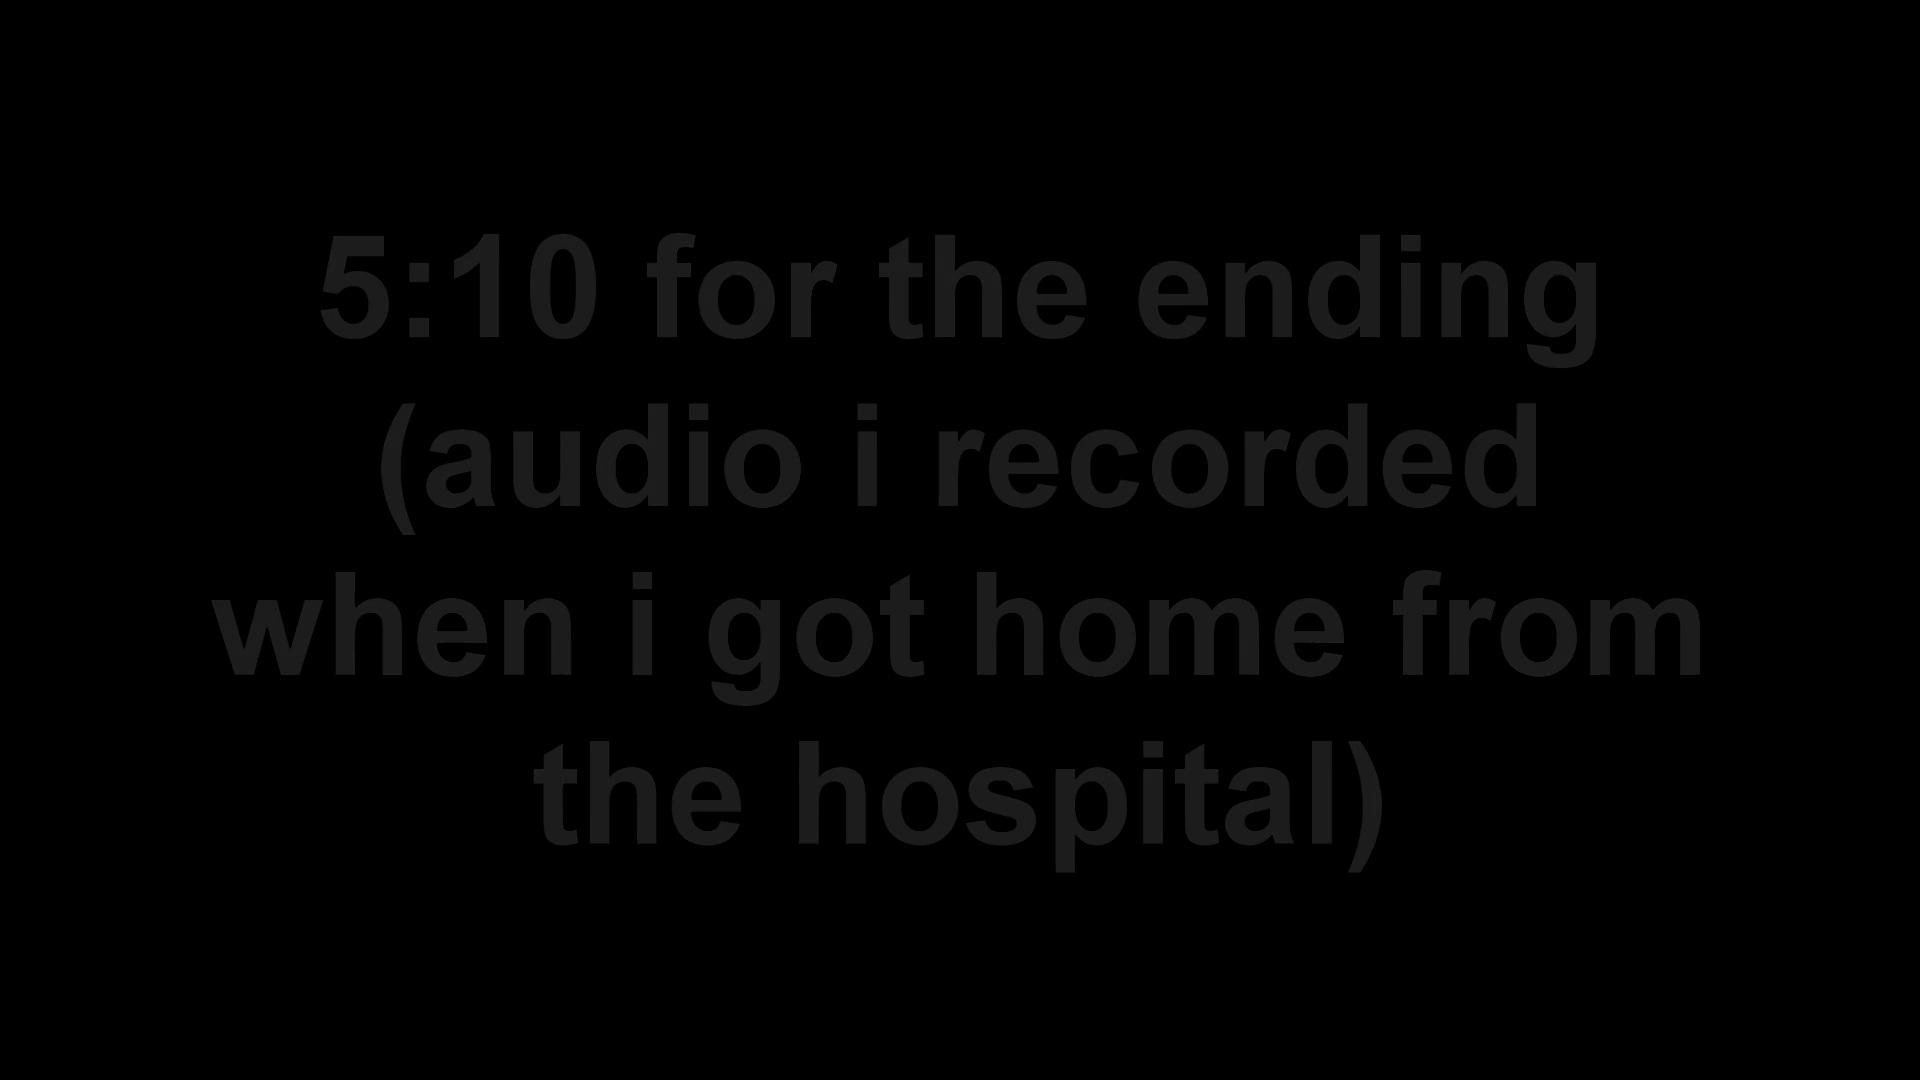 5:10 for the ending
(audio i recorded
when i got home from
the hospital)